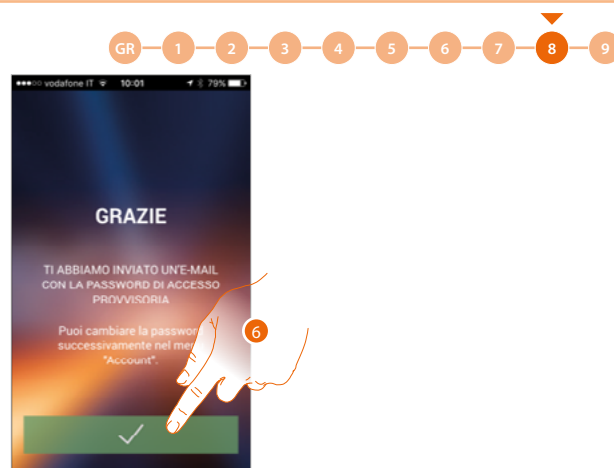 GR 1 2 3 4 5 6 7 8 9
vodafone IT 10:01 79%
GRAZIE
TI ABBIAMO INVIATO UN'E-MAIL
CON LA PASSWORD DI ACCESSO
PROVVISORIA
Puoi cambiare la password
successivamente nel
"Account".
6